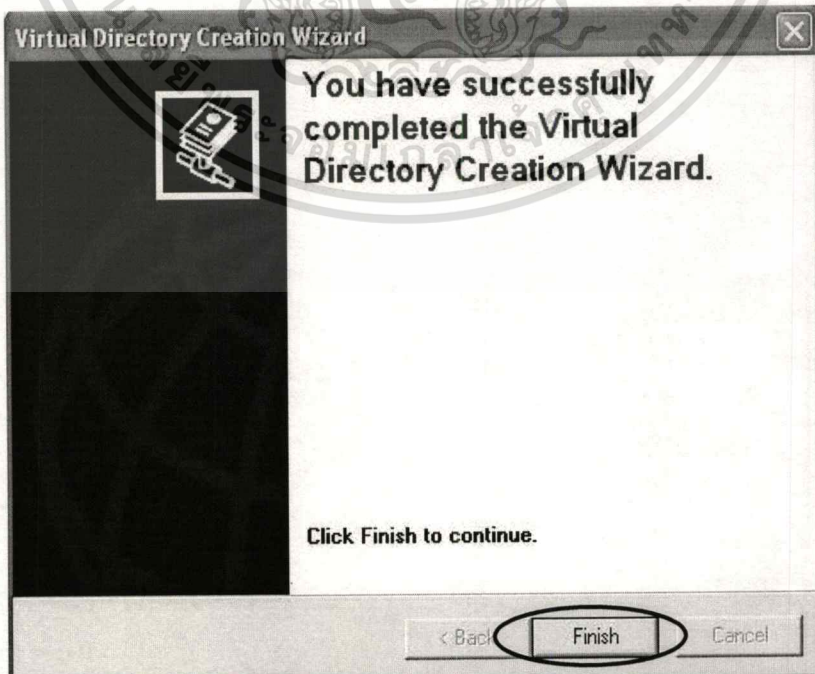 Virtual Directory Creation Wizard
You have successfully
completed the Virtual
Directory Creation Wizard.
Click Finish to continue.
< Back Finish Cancel